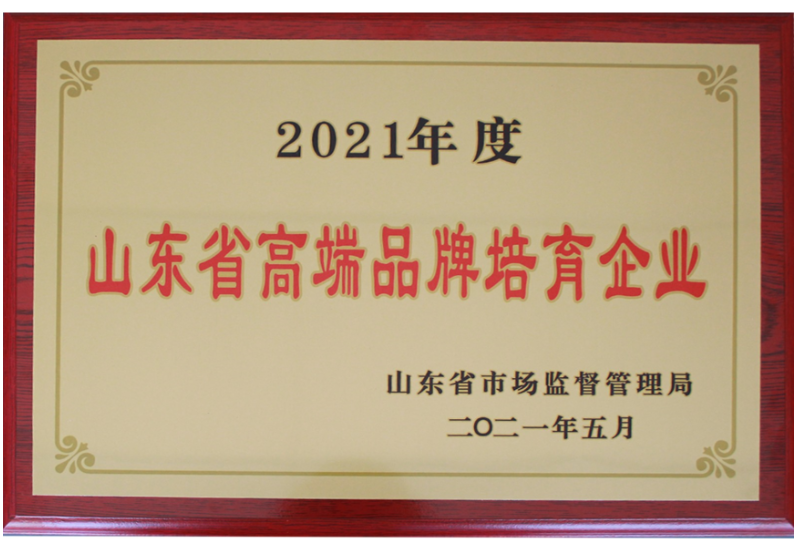 2021年度
山东省高端品牌培育企业
山东省市场监督管理局
二〇二一年五月